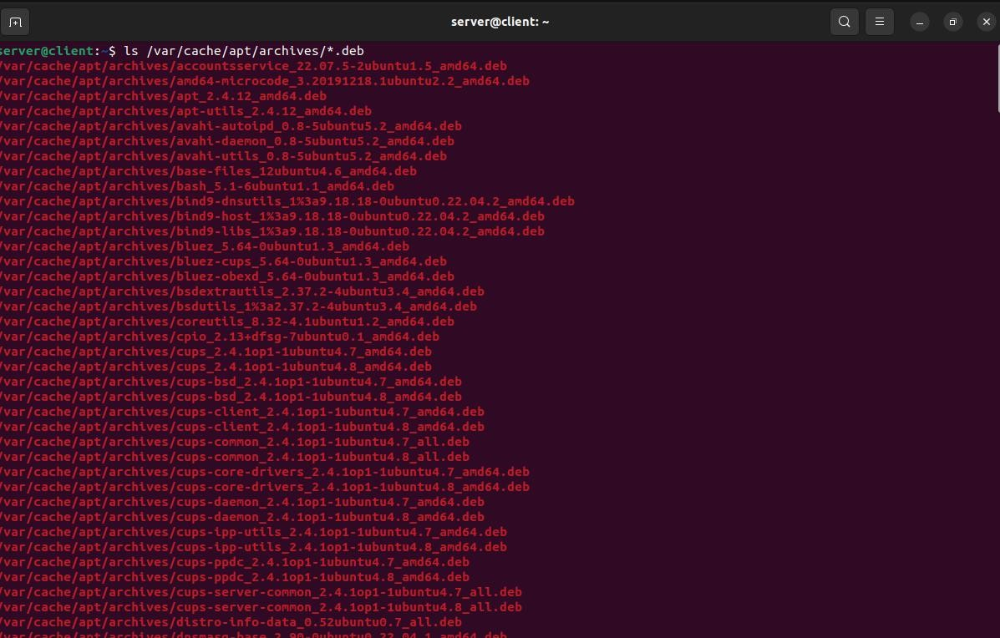 server@client: ~
server@client:~$ ls /var/cache/apt/archives/*.deb
/var/cache/apt/archives/accountsservice_22.07.5-2ubuntu1.5_amd64.deb
/var/cache/apt/archives/amd64-microcode_3.20191218.1ubuntu2.2_amd64.deb
/var/cache/apt/archives/apt_2.4.12_amd64.deb
/var/cache/apt/archives/apt-utils_2.4.12_amd64.deb
/var/cache/apt/archives/avahi-autoipd_0.8-5ubuntu5.2_amd64.deb
/var/cache/apt/archives/avahi-daemon_0.8-5ubuntu5.2_amd64.deb
/var/cache/apt/archives/avahi-utils_0.8-5ubuntu5.2_amd64.deb
/var/cache/apt/archives/base-files_12ubuntu4.6_amd64.deb
/var/cache/apt/archives/bash_5.1-6ubuntu1.1_amd64.deb
/var/cache/apt/archives/bind9-dnsutils_1%3a9.18.18-0ubuntu0.22.04.2_amd64.deb
/var/cache/apt/archives/bind9-host_1%3a9.18.18-0ubuntu0.22.04.2_amd64.deb
/var/cache/apt/archives/bind9-libs_1%3a9.18.18-0ubuntu0.22.04.2_amd64.deb
/var/cache/apt/archives/bluez_5.64-0ubuntu1.3_amd64.deb
/var/cache/apt/archives/bluez-cups_5.64-0ubuntu1.3_amd64.deb
/var/cache/apt/archives/bluez-obexd_5.64-0ubuntu1.3_amd64.deb
/var/cache/apt/archives/bsdextrautils_2.37.2-4ubuntu3.4_amd64.deb
/var/cache/apt/archives/bsdutils_1%3a2.37.2-4ubuntu3.4_amd64.deb
/var/cache/apt/archives/coreutils_8.32-4.1ubuntu1.2_amd64.deb
/var/cache/apt/archives/cpio_2.13+dfsg-7ubuntu0.1_amd64.deb
/var/cache/apt/archives/cups_2.4.1op1-1ubuntu4.7_amd64.deb
/var/cache/apt/archives/cups_2.4.1op1-1ubuntu4.8_amd64.deb
/var/cache/apt/archives/cups-bsd_2.4.1op1-1ubuntu4.7_amd64.deb
/var/cache/apt/archives/cups-bsd_2.4.1op1-1ubuntu4.8_amd64.deb
/var/cache/apt/archives/cups-client_2.4.1op1-1ubuntu4.7_amd64.deb
/var/cache/apt/archives/cups-client_2.4.1op1-1ubuntu4.8_amd64.deb
/var/cache/apt/archives/cups-common_2.4.1op1-1ubuntu4.7_all.deb
/var/cache/apt/archives/cups-common_2.4.1op1-1ubuntu4.8_all.deb
/var/cache/apt/archives/cups-core-drivers_2.4.1op1-1ubuntu4.7_amd64.deb
/var/cache/apt/archives/cups-core-drivers_2.4.1op1-1ubuntu4.8_amd64.deb
/var/cache/apt/archives/cups-daemon_2.4.1op1-1ubuntu4.7_amd64.deb
/var/cache/apt/archives/cups-daemon_2.4.1op1-1ubuntu4.8_amd64.deb
/var/cache/apt/archives/cups-ipp-utils_2.4.1op1-1ubuntu4.7_amd64.deb
/var/cache/apt/archives/cups-ipp-utils_2.4.1op1-1ubuntu4.8_amd64.deb
/var/cache/apt/archives/cups-ppdc_2.4.1op1-1ubuntu4.7_amd64.deb
/var/cache/apt/archives/cups-ppdc_2.4.1op1-1ubuntu4.8_amd64.deb
/var/cache/apt/archives/cups-server-common_2.4.1op1-1ubuntu4.7_all.deb
/var/cache/apt/archives/cups-server-common_2.4.1op1-1ubuntu4.8_all.deb
/var/cache/apt/archives/distro-info-data_0.52ubuntu0.7_all.deb
/var/cache/apt/archives/dnsmasq-base_2.90-0ubuntu0.22.04.1_amd64.deb